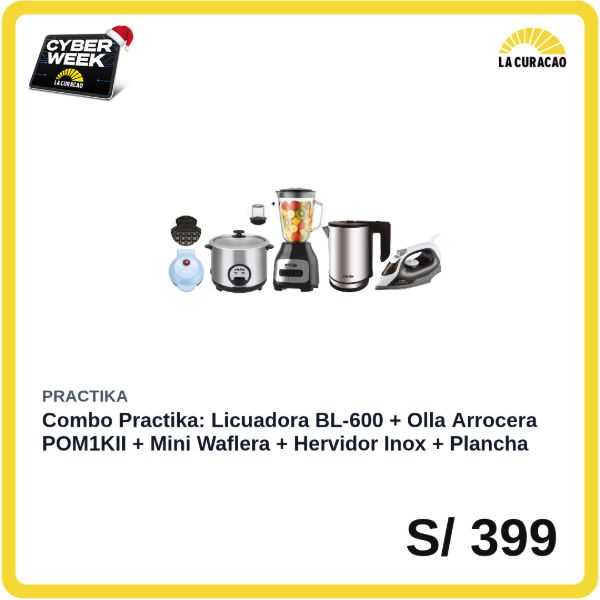 CYBER
WEEK
LA CURACAO
LA CURACAO
PRACTIKA
Combo Practika: Licuadora BL-600 + Olla Arrocera
POM1KII + Mini Waflera + Hervidor Inox + Plancha
S/ 399